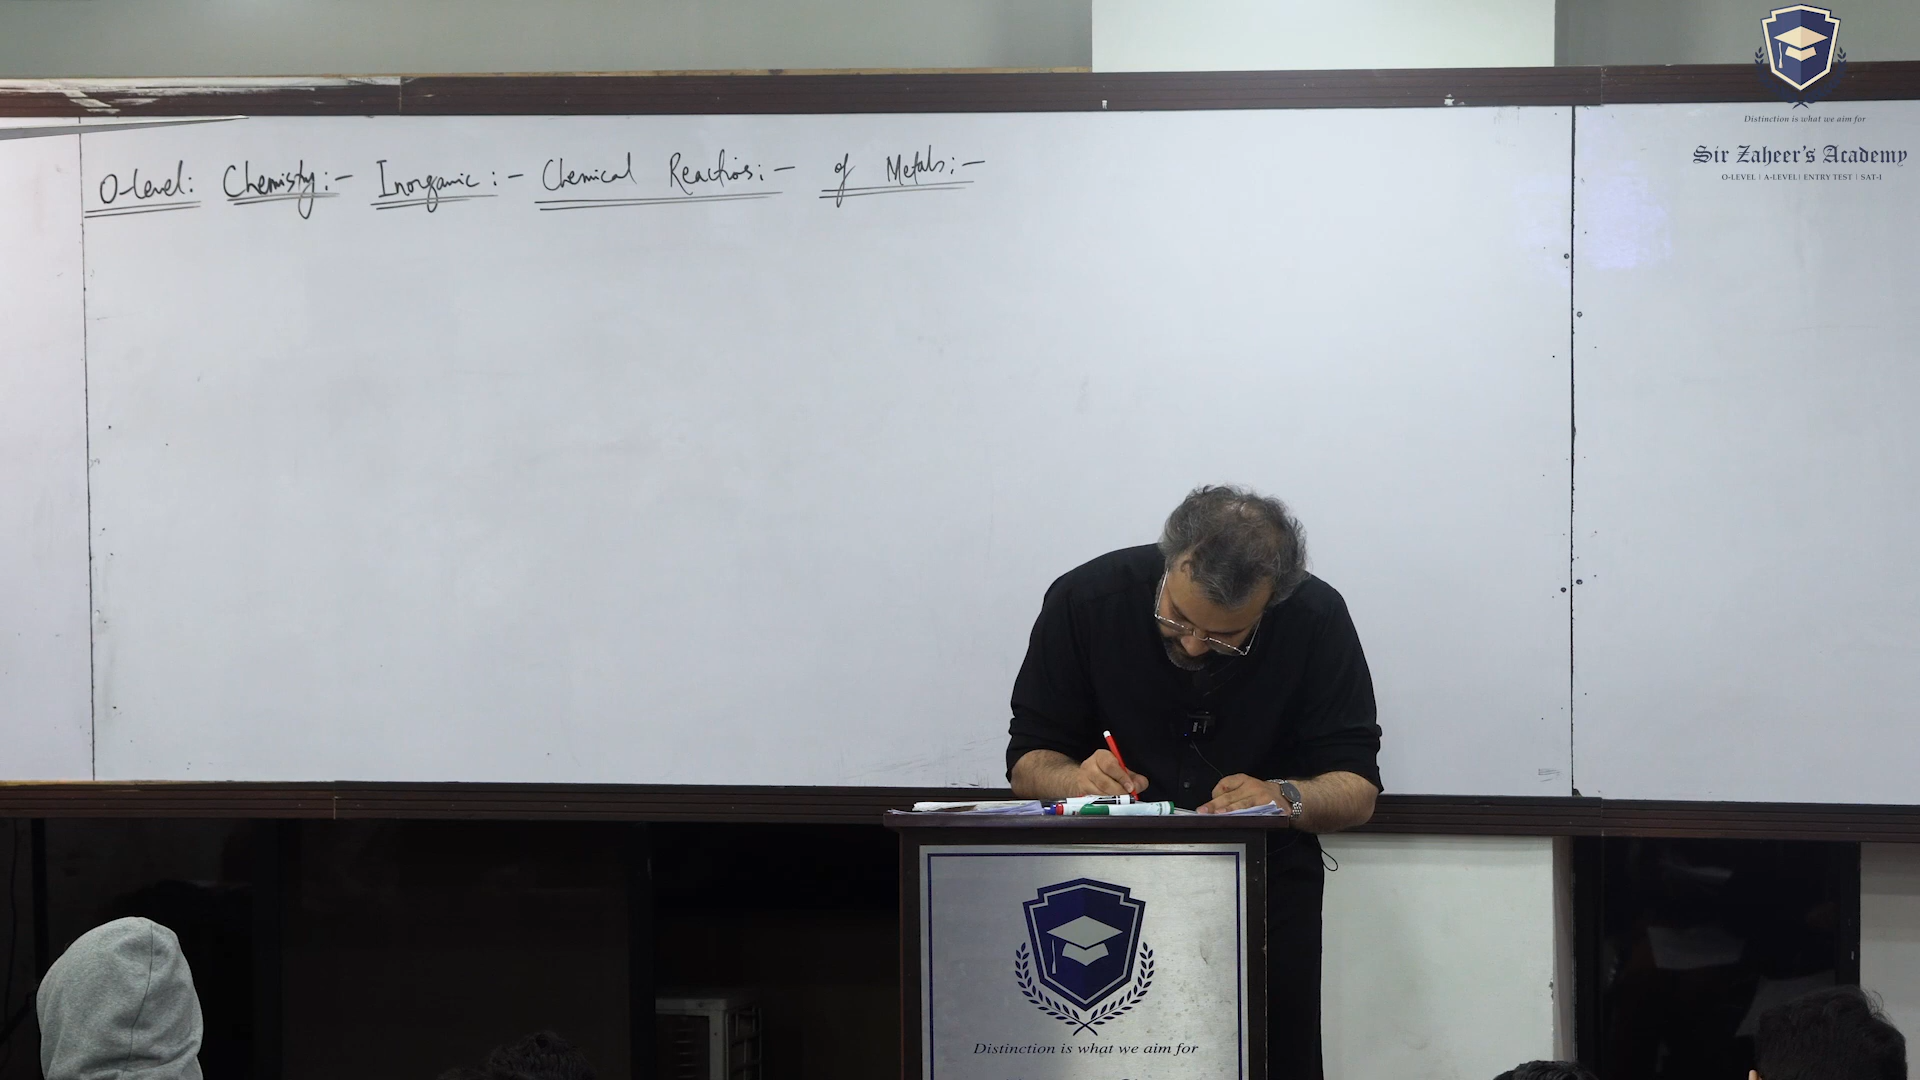 O-level: Chemistry:- Inorganic:- Chemical Reactios:- of Metals:-
Distinction is what we aim for
Sir Zaheer's Academy
O-LEVEL | A-LEVEL | ENTRY TEST | SAT-I
Distinction is what we aim for